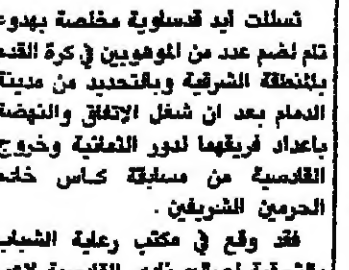 تسللت أيد قدساوية مخلصة بهدوء
تام لضم عدد من الموهوبين في كرة القدم
بالمنطقة الشرقية وبالتحديد من مدينة
الدمام بعد ان شغل الإتفاق والنهضة
باعداد فريقهما لدور الثمانية وخروج
القادسية من مسابقة كأس خادم
الحرمين الشريفين .
فقد وقع في مكتب رعاية الشباب